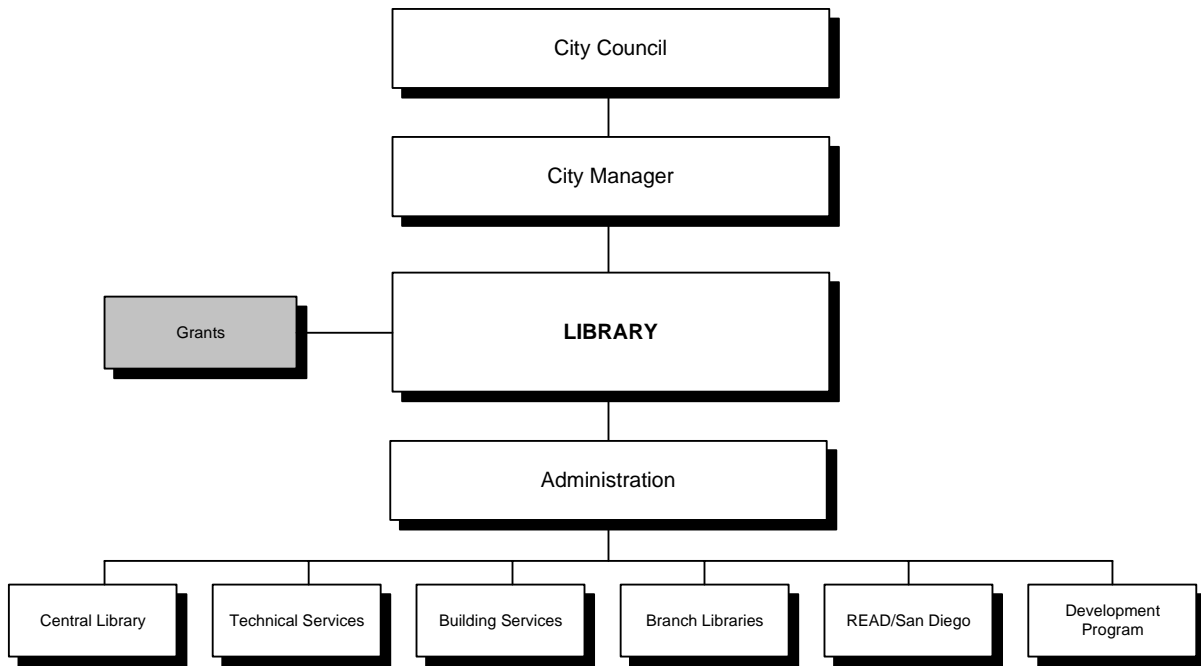 City Council
City Manager
Grants
LIBRARY
Administration
Central Library
Technical Services
Building Services
Branch Libraries
READ/San Diego
Development
Program